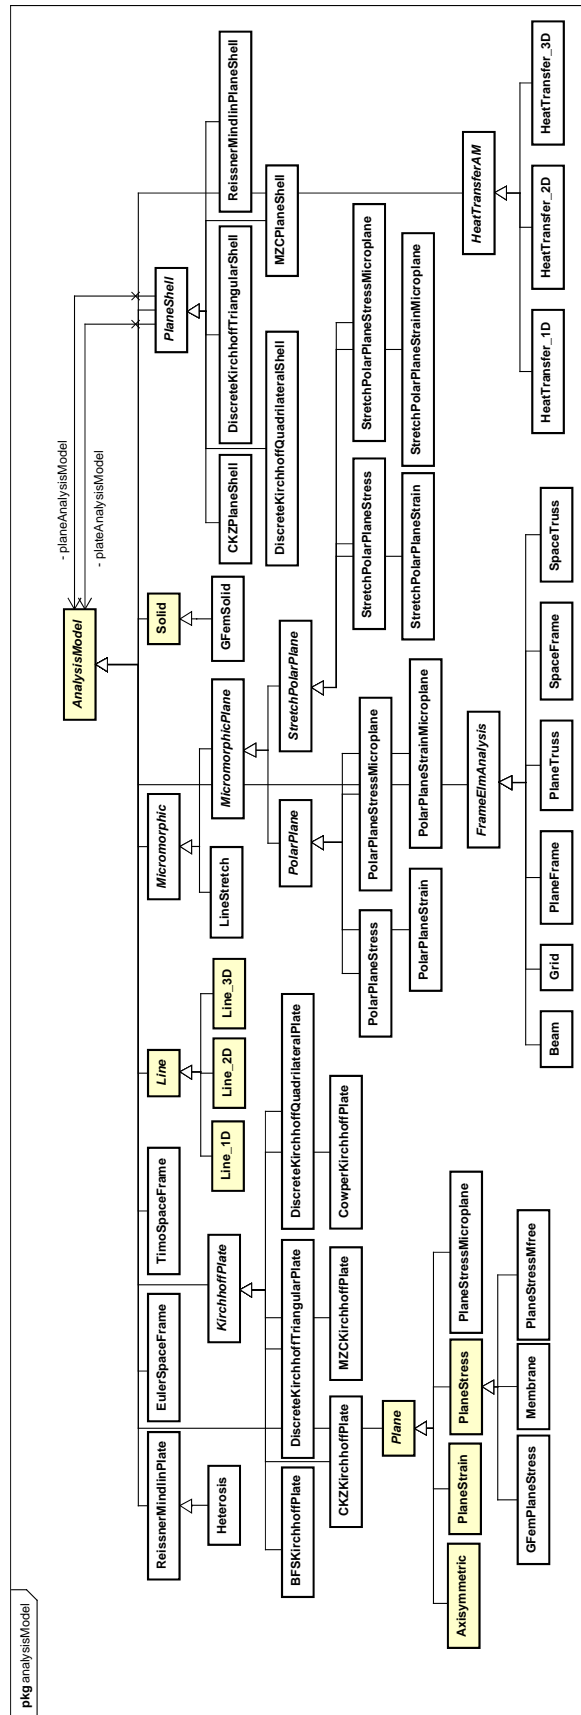 pkg analysisModel
- planeAnalysisModel
- plateAnalysisModel
AnalysisModel
ReissnerMindlinPlate
EulerSpaceFrame
TimoSpaceFrame
Line
Micromorphic
Solid
PlaneShell
Heterosis
KirchhoffPlate
Line_1D
Line_2D
Line_3D
LineStretch
MicromorphicPlane
GFemSolid
CKZPlaneShell
DiscreteKirchhoffTriangularShell
ReissnerMindlinPlaneShell
DiscreteKirchhoffQuadrilateralShell
MZCPlaneShell
BFSKirchhoffPlate
DiscreteKirchhoffTriangularPlate
DiscreteKirchhoffQuadrilateralPlate
PolarPlane
StretchPolarPlane
CKZKirchhoffPlate
MZCKirchhoffPlate
CowperKirchhoffPlate
PolarPlaneStress
PolarPlaneStressMicroplane
StretchPolarPlaneStress
StretchPolarPlaneStressMicroplane
Plane
PolarPlaneStrain
PolarPlaneStrainMicroplane
StretchPolarPlaneStrain
StretchPolarPlaneStrainMicroplane
Axisymmetric
PlaneStrain
PlaneStress
PlaneStressMicroplane
FrameElmAnalysis
HeatTransferAM
GFemPlaneStress
Membrane
PlaneStressMfree
Beam
Grid
PlaneFrame
PlaneTruss
SpaceFrame
SpaceTruss
HeatTransfer_1D
HeatTransfer_2D
HeatTransfer_3D